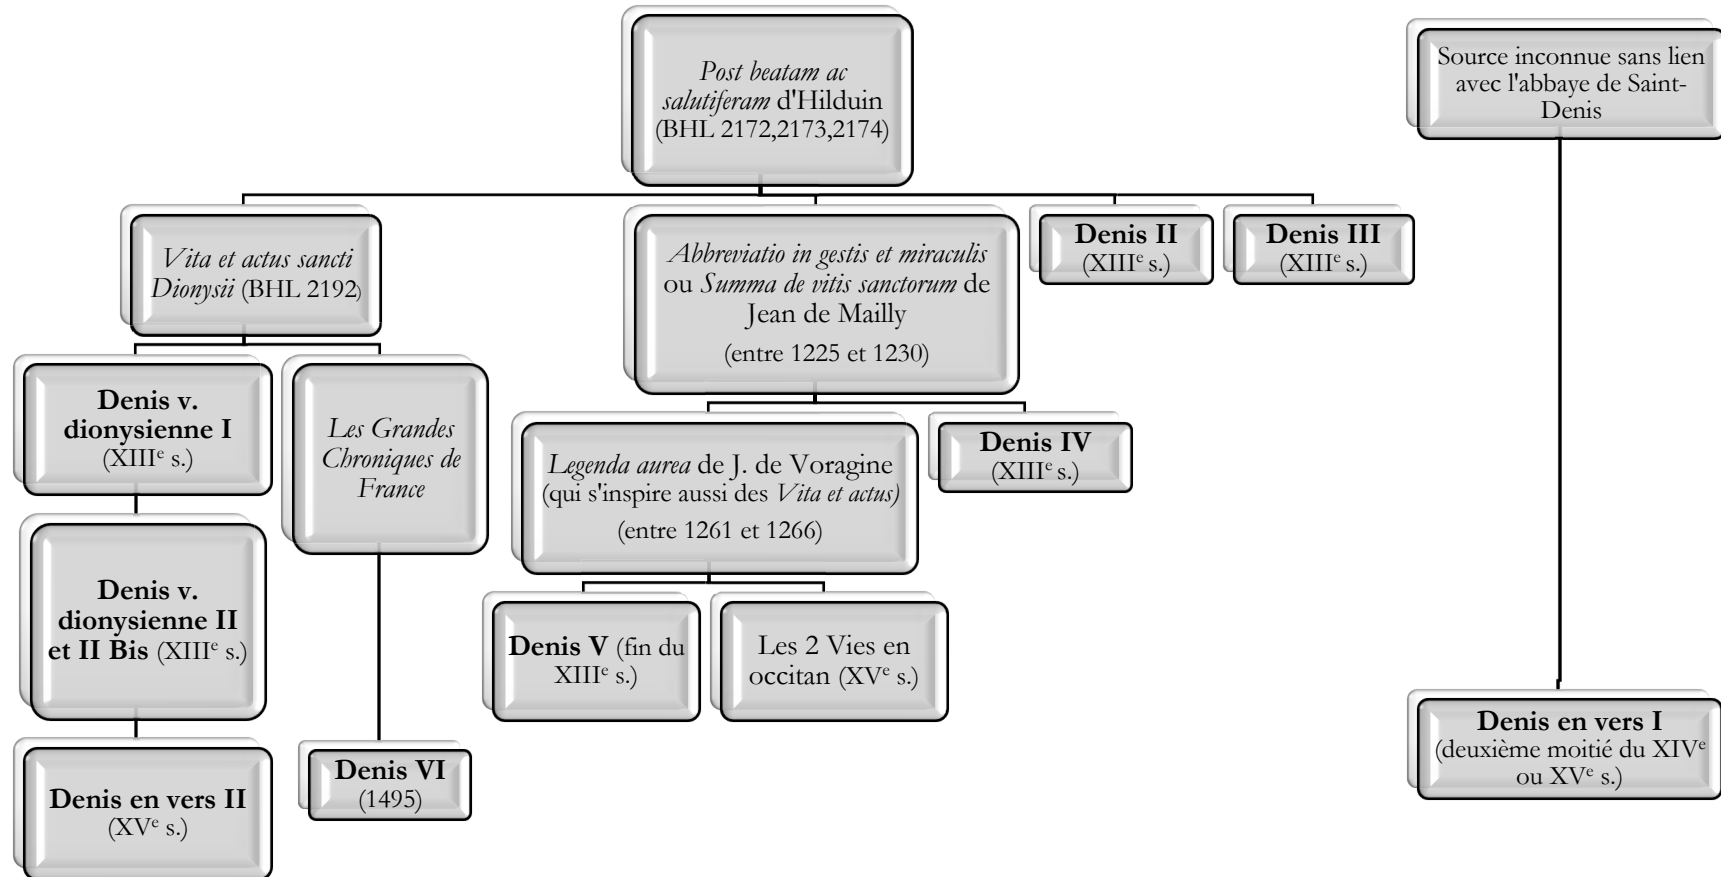 Post beatam ac
salutiferam d'Hilduin
(BHL 2172,2173,2174)
Source inconnue sans lien
avec l'abbaye de Saint-
Denis
Vita et actus sancti
Dionysii (BHL 2192)
Abbreviatio in gestis et miraculis
ou Summa de vitis sanctorum de
Jean de Mailly
(entre 1225 et 1230)
Denis II
(XIIIe s.)
Denis III
(XIIIe s.)
Denis v.
dionysienne I
(XIIIe s.)
Les Grandes
Chroniques de
France
Legenda aurea de J. de Voragine
(qui s'inspire aussi des Vita et actus)
(entre 1261 et 1266)
Denis IV
(XIIIe s.)
Denis v.
dionysienne II
et II Bis (XIIIe s.)
Denis V (fin du
XIIIe s.)
Les 2 Vies en
occitan (XVe s.)
Denis en vers II
(XVe s.)
Denis VI
(1495)
Denis en vers I
(deuxième moitié du XIVe
ou XVe s.)